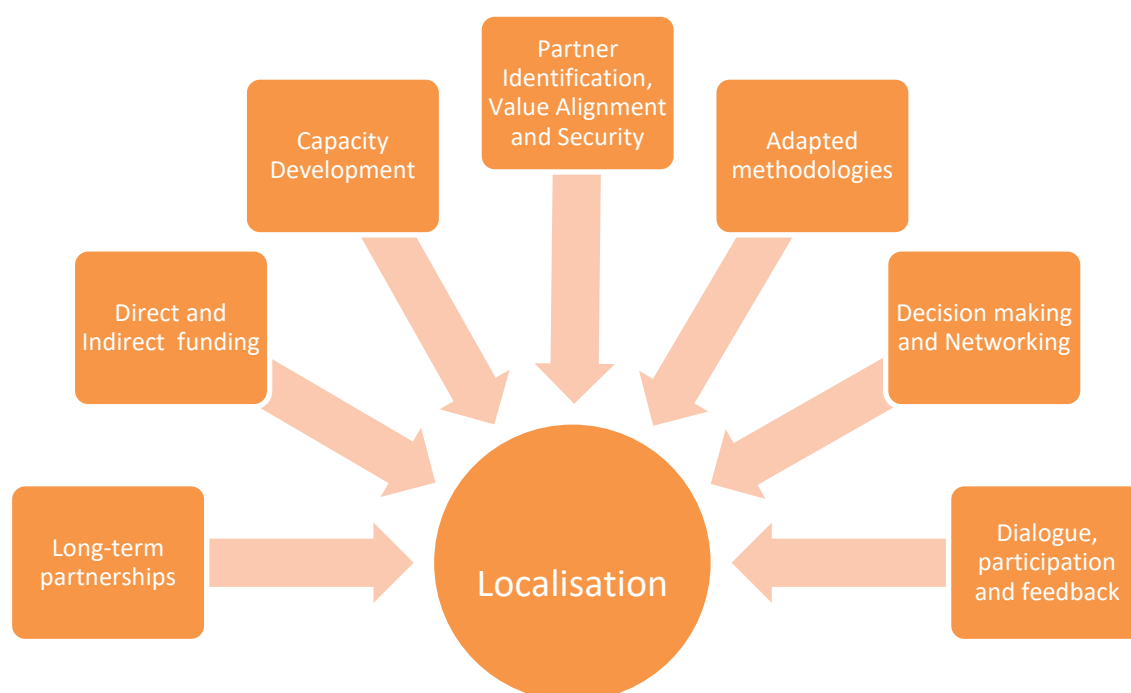 Partner
Identification,
Value Alignment
and Security
Capacity
Development
Adapted
methodologies
Direct and
Indirect  funding
Decision making
and Networking
Long-term
partnerships
Localisation
Dialogue,
participation
and feedback